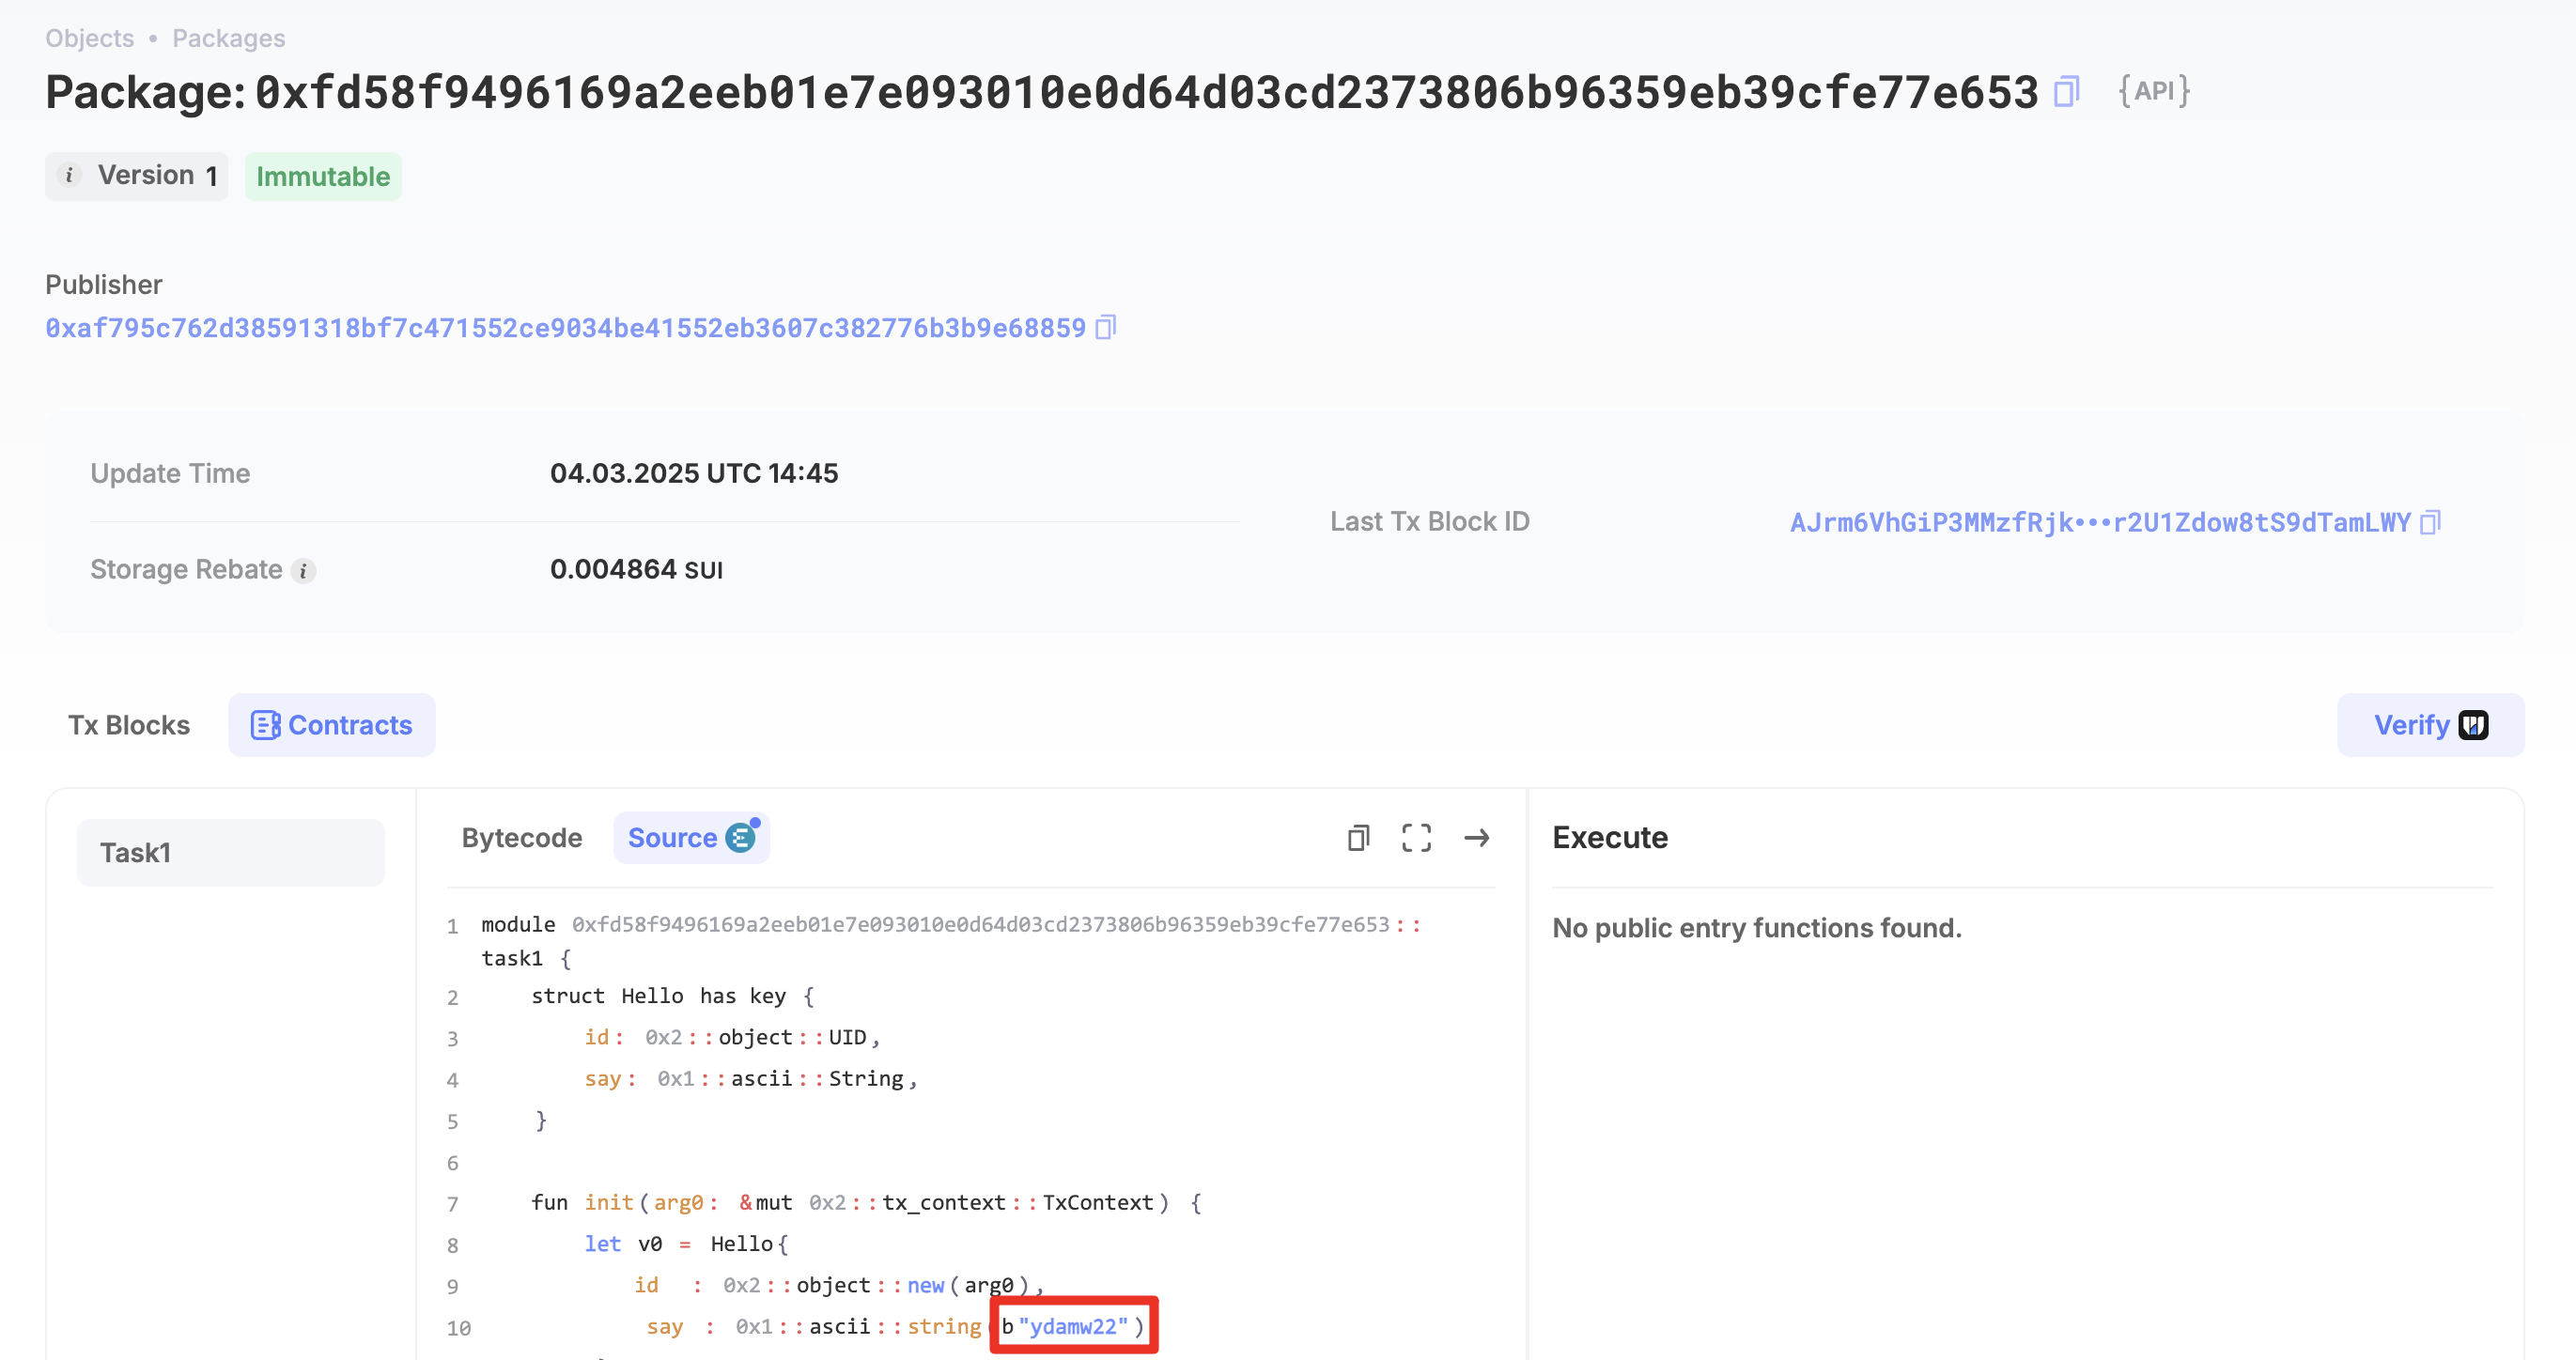 Objects • Packages
Package: 0xfd58f9496169a2eeb01e7e093010e0d64d03cd2373806b96359eb39cfe77e653 {API}
i Version 1 Immutable
Publisher
0xaf795c762d38591318bf7c471552ce9034be41552eb3607c382776b3b9e68859
Update Time 04.03.2025 UTC 14:45
Last Tx Block ID AJrm6VhGiP3MMzfRjk•••r2U1Zdow8tS9dTamLWY
Storage Rebate i 0.004864 SUI
Tx Blocks Contracts Verify
Task1
Bytecode Source
1 module 0xfd58f9496169a2eeb01e7e093010e0d64d03cd2373806b96359eb39cfe77e653::
task1 {
2 struct Hello has key {
3 id: 0x2::object::UID,
4 say: 0x1::ascii::String,
5 }
6
7 fun init(arg0: &mut 0x2::tx_context::TxContext) {
8 let v0 = Hello{
9 id : 0x2::object::new(arg0),
10 say : 0x1::ascii::string(b"ydamw22")
Execute
No public entry functions found.